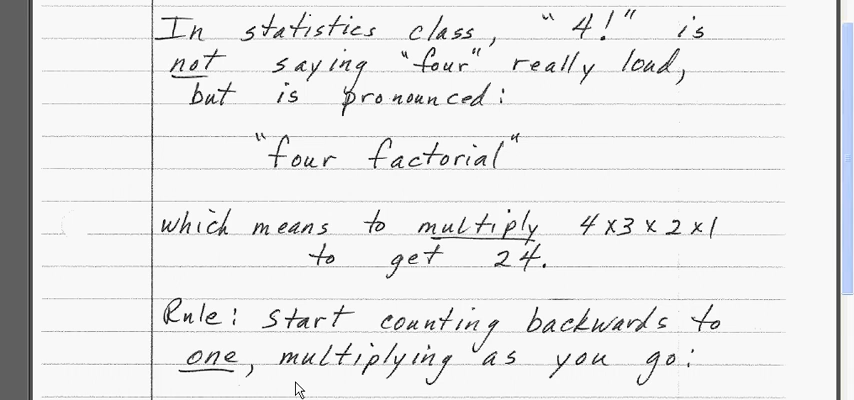 In statistics class, "4!" is
not saying "four" really loud,
but is pronounced:
"four factorial"
which means to multiply 4x3x2x1
to get 24.
Rule: Start counting backwards to
one, multiplying as you go: